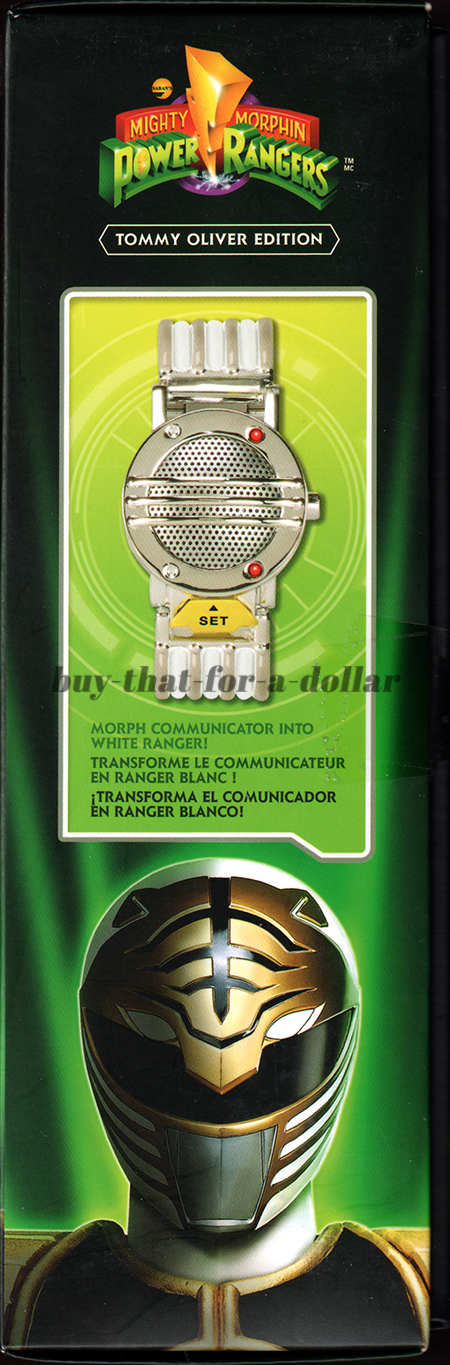 SABAN'S
MIGHTY MORPHIN
POWER RANGERS
TM
MC
TOMMY OLIVER EDITION
▲
SET
buy-that-for-a-dollar
MORPH COMMUNICATOR INTO
WHITE RANGER!
TRANSFORME LE COMMUNICATEUR
EN RANGER BLANC !
¡TRANSFORMA EL COMUNICADOR
EN RANGER BLANCO!